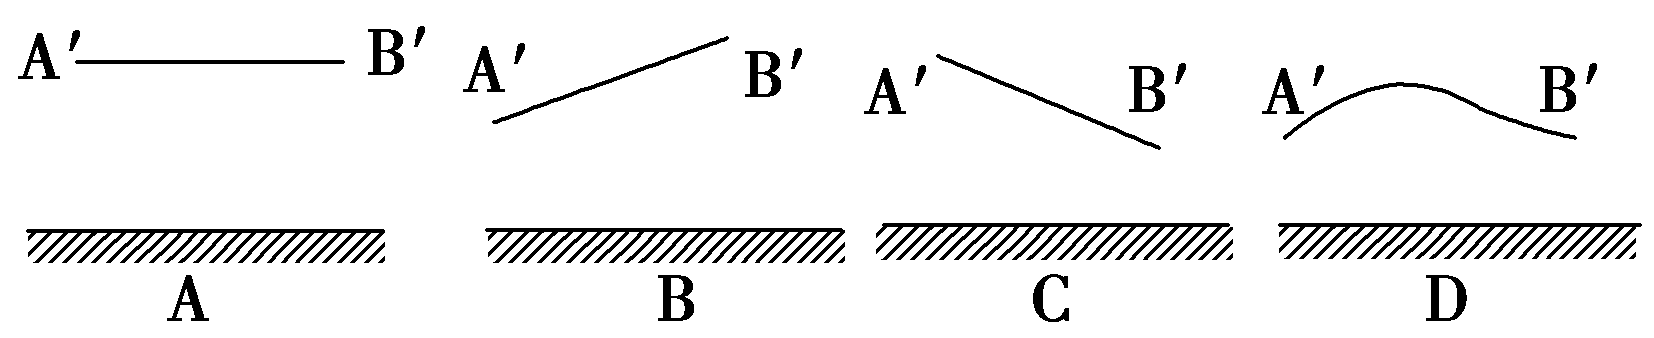 A′ B′ A′ B′ A′ B′ A′ B′
A B C D